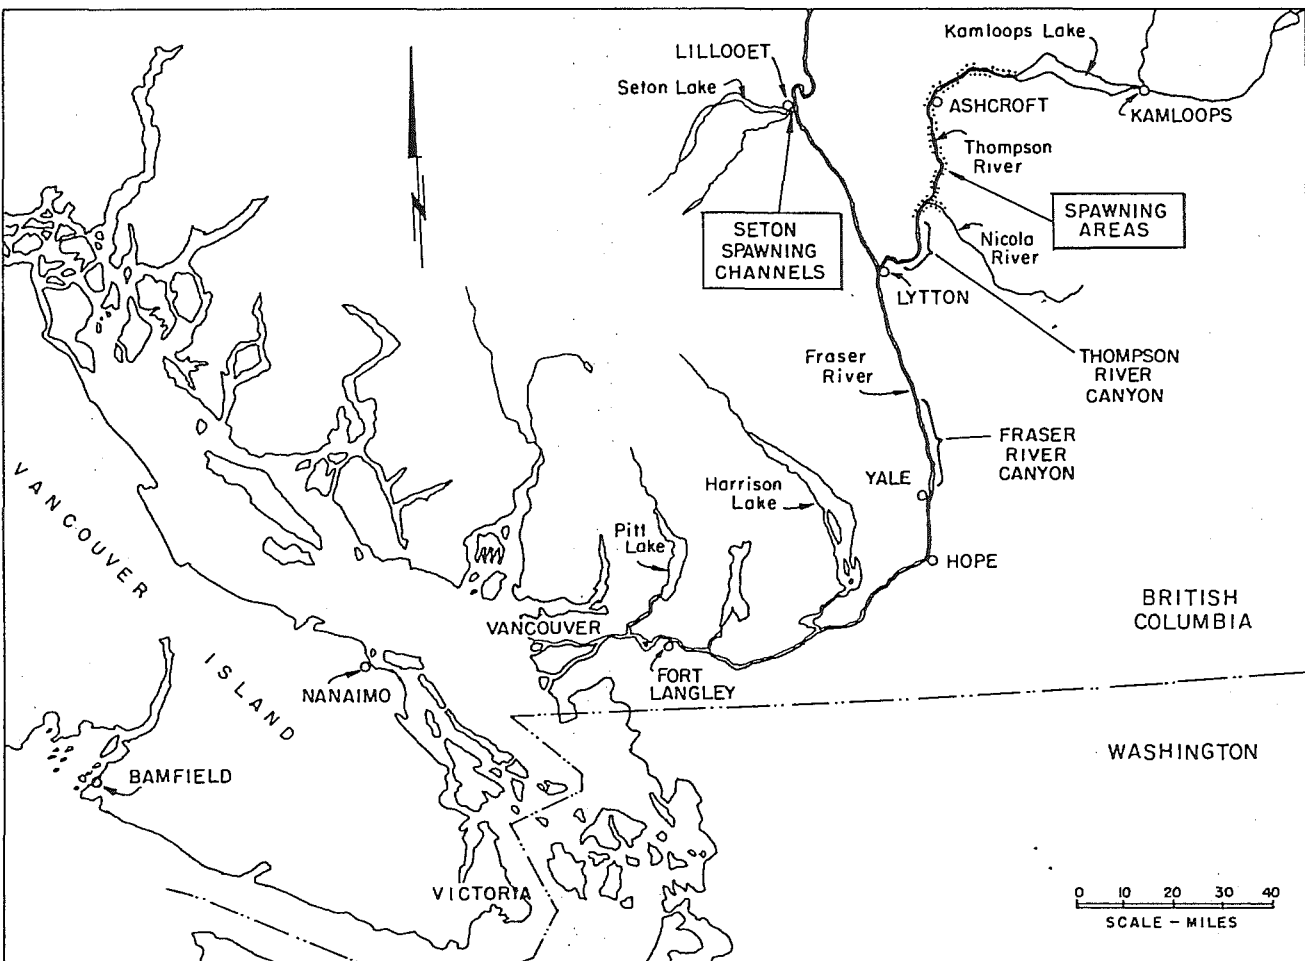 Kamloops Lake
LILLOOET
Seton Lake
ASHCROFT
KAMLOOPS
Thompson
River
SETON
SPAWNING
CHANNELS
SPAWNING
AREAS
Nicola
River
LYTTON
Fraser
River
THOMPSON
RIVER
CANYON
FRASER
RIVER
CANYON
YALE
Harrison
Lake
Pitt
Lake
HOPE
VANCOUVER
ISLAND
BRITISH
COLUMBIA
VANCOUVER
FORT
LANGLEY
NANAIMO
WASHINGTON
BAMFIELD
VICTORIA
0 10 20 30 40
SCALE – MILES